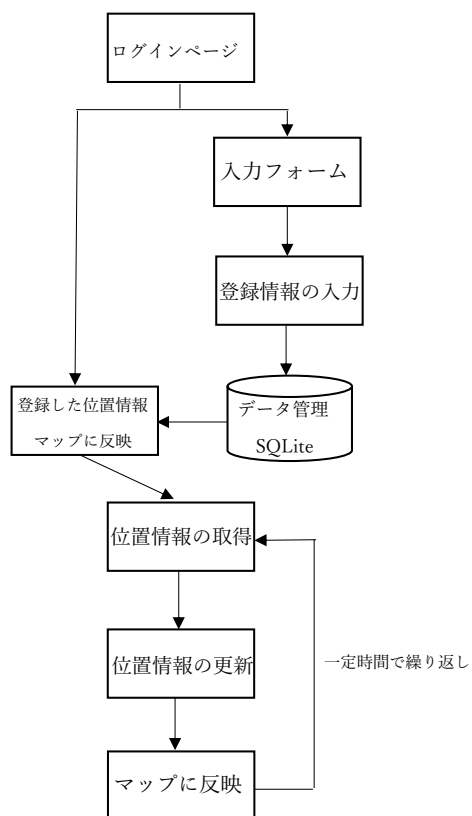 ログインページ
入力フォーム
登録情報の入力
登録した位置情報
マップに反映
データ管理
SQLite
位置情報の取得
位置情報の更新
一定時間で繰り返し
マップに反映